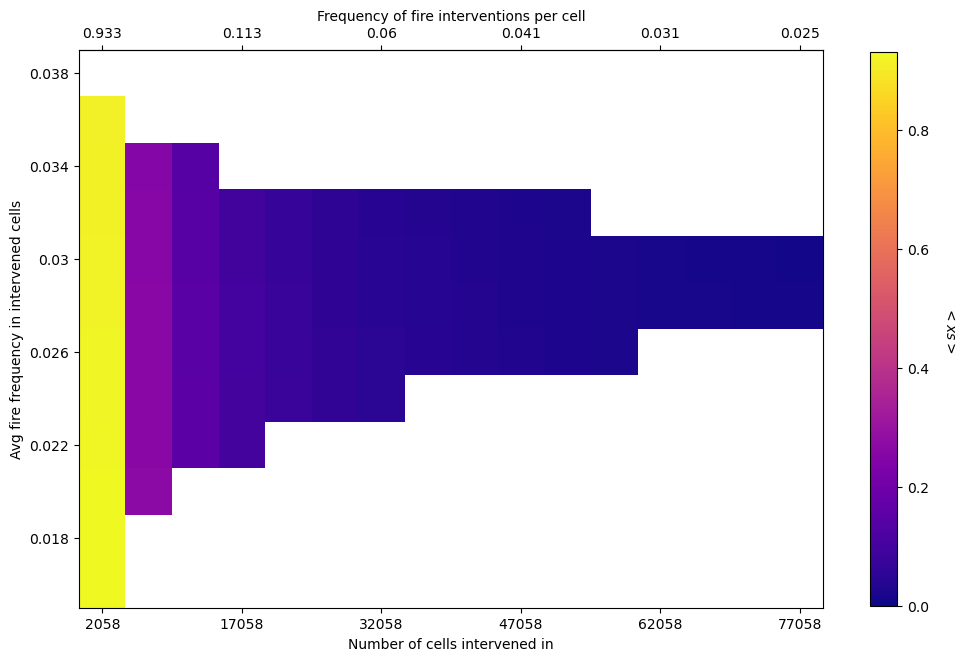 Frequency of fire interventions per cell
0.933 0.113 0.06 0.041 0.031 0.025
0.038
0.034
0.03
0.026
0.022
0.018
Avg fire frequency in intervened cells
2058 17058 32058 47058 62058 77058
Number of cells intervened in
0.8
0.6
0.4
0.2
0.0
< xs >